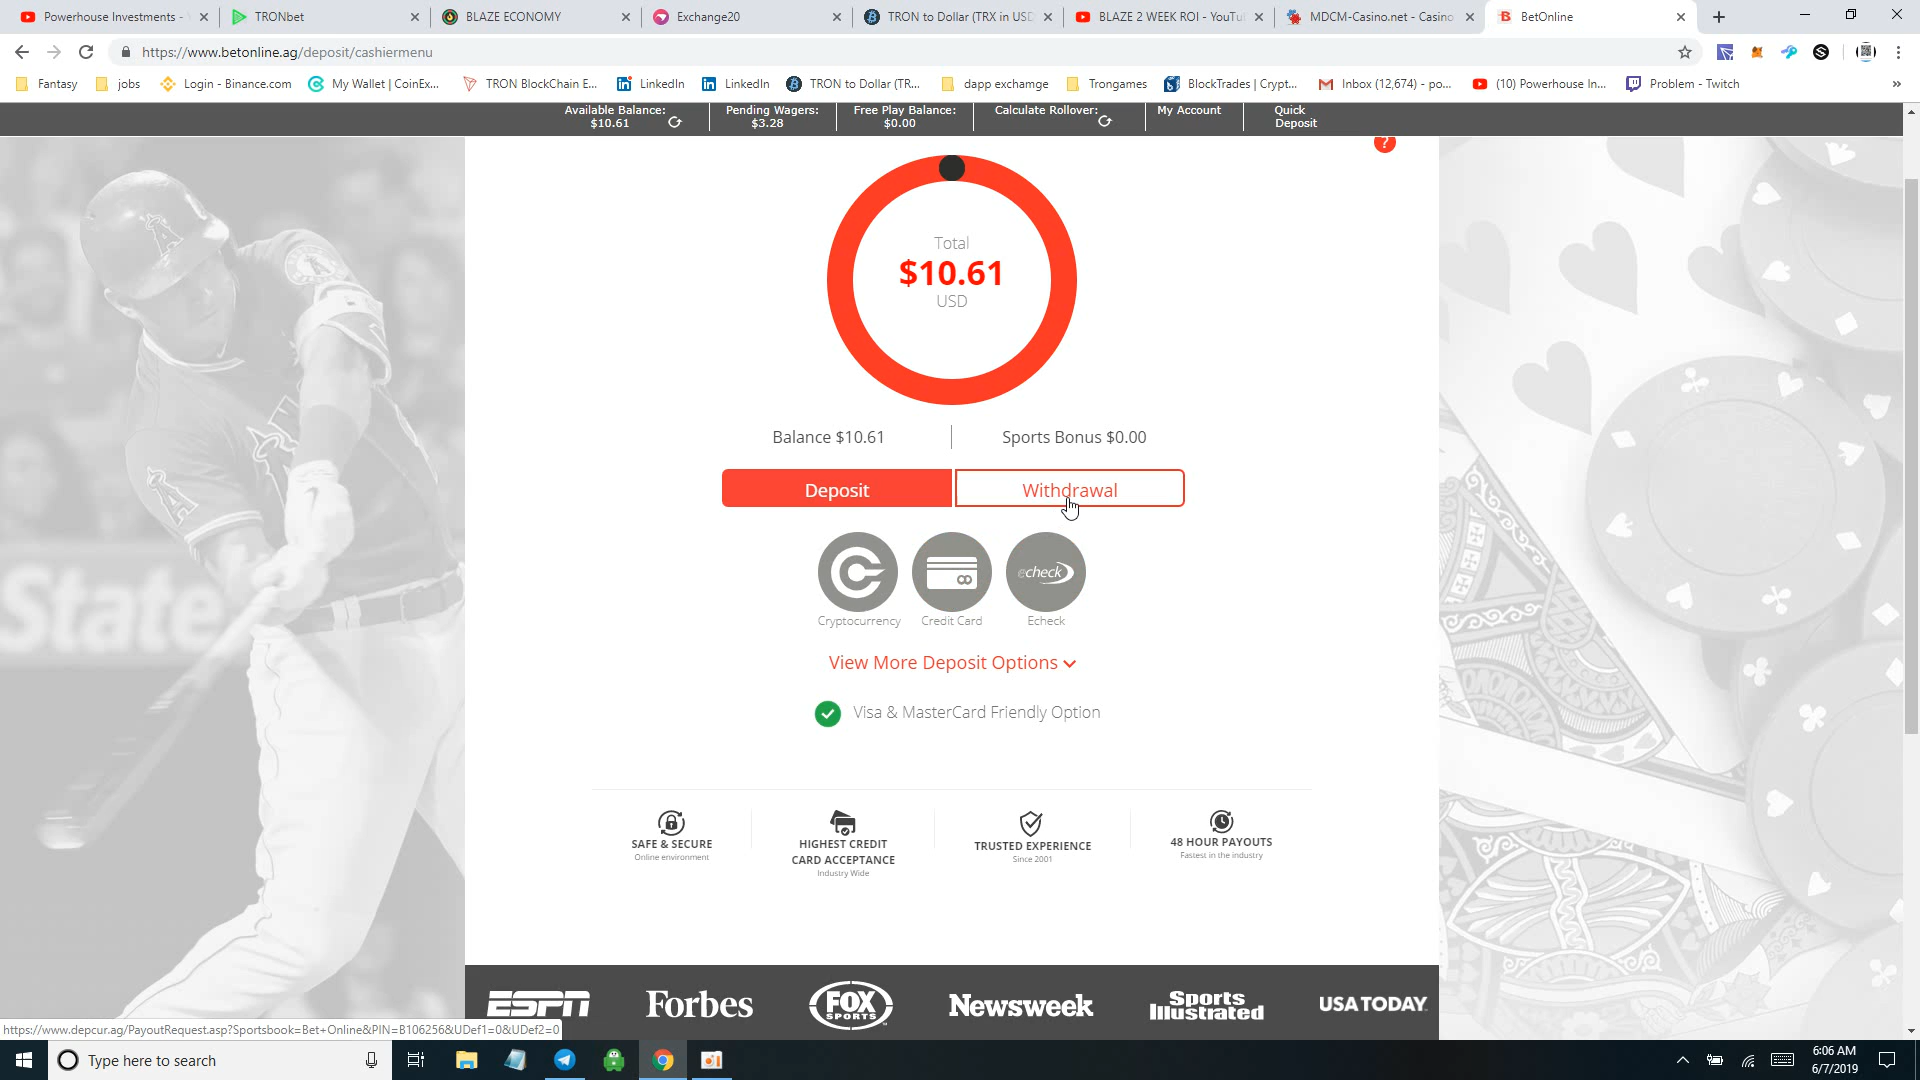 Powerhouse Investments -
TRONbet
BLAZE ECONOMY
Exchange20
TRON to Dollar (TRX in USD
BLAZE 2 WEEK ROI - YouTu
MDCM-Casino.net - Casino
BetOnline
https://www.betonline.ag/deposit/cashiermenu
Fantasy
jobs
Login - Binance.com
My Wallet | CoinEx...
TRON BlockChain E...
LinkedIn
LinkedIn
TRON to Dollar (TR...
dapp exchamge
Trongames
BlockTrades | Crypt...
Inbox (12,674) - po...
(10) Powerhouse In...
Problem - Twitch
»
Available Balance:
$10.61
Pending Wagers:
$3.28
Free Play Balance:
$0.00
Calculate Rollover:
My Account
Quick
Deposit
?
Total
$10.61
USD
Balance $10.61
Sports Bonus $0.00
Deposit
Withdrawal
echeck
Cryptocurrency
Credit Card
Echeck
View More Deposit Options
Visa & MasterCard Friendly Option
SAFE & SECURE
Online environment
HIGHEST CREDIT
CARD ACCEPTANCE
Industry Wide
TRUSTED EXPERIENCE
Since 2001
48 HOUR PAYOUTS
Fastest in the industry
State
ESPN
Forbes
FOX
SPORTS
Newsweek
Sports
Illustrated
USA TODAY
https://www.depcur.ag/PayoutRequest.asp?Sportsbook=Bet+Online&PIN=B106256&UDef1=0&UDef2=0
Type here to search
6:06 AM
6/7/2019